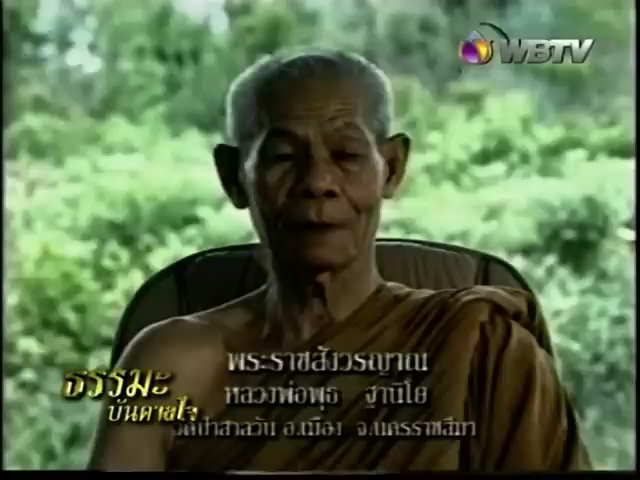 WBTV
พระราชสังวรญาณ
ธรรมะ
หลวงพ่อพุธ ฐานิโย
บันดาลใจ
วัดป่าสาลวัน อ.เมือง จ.นครราชสีมา